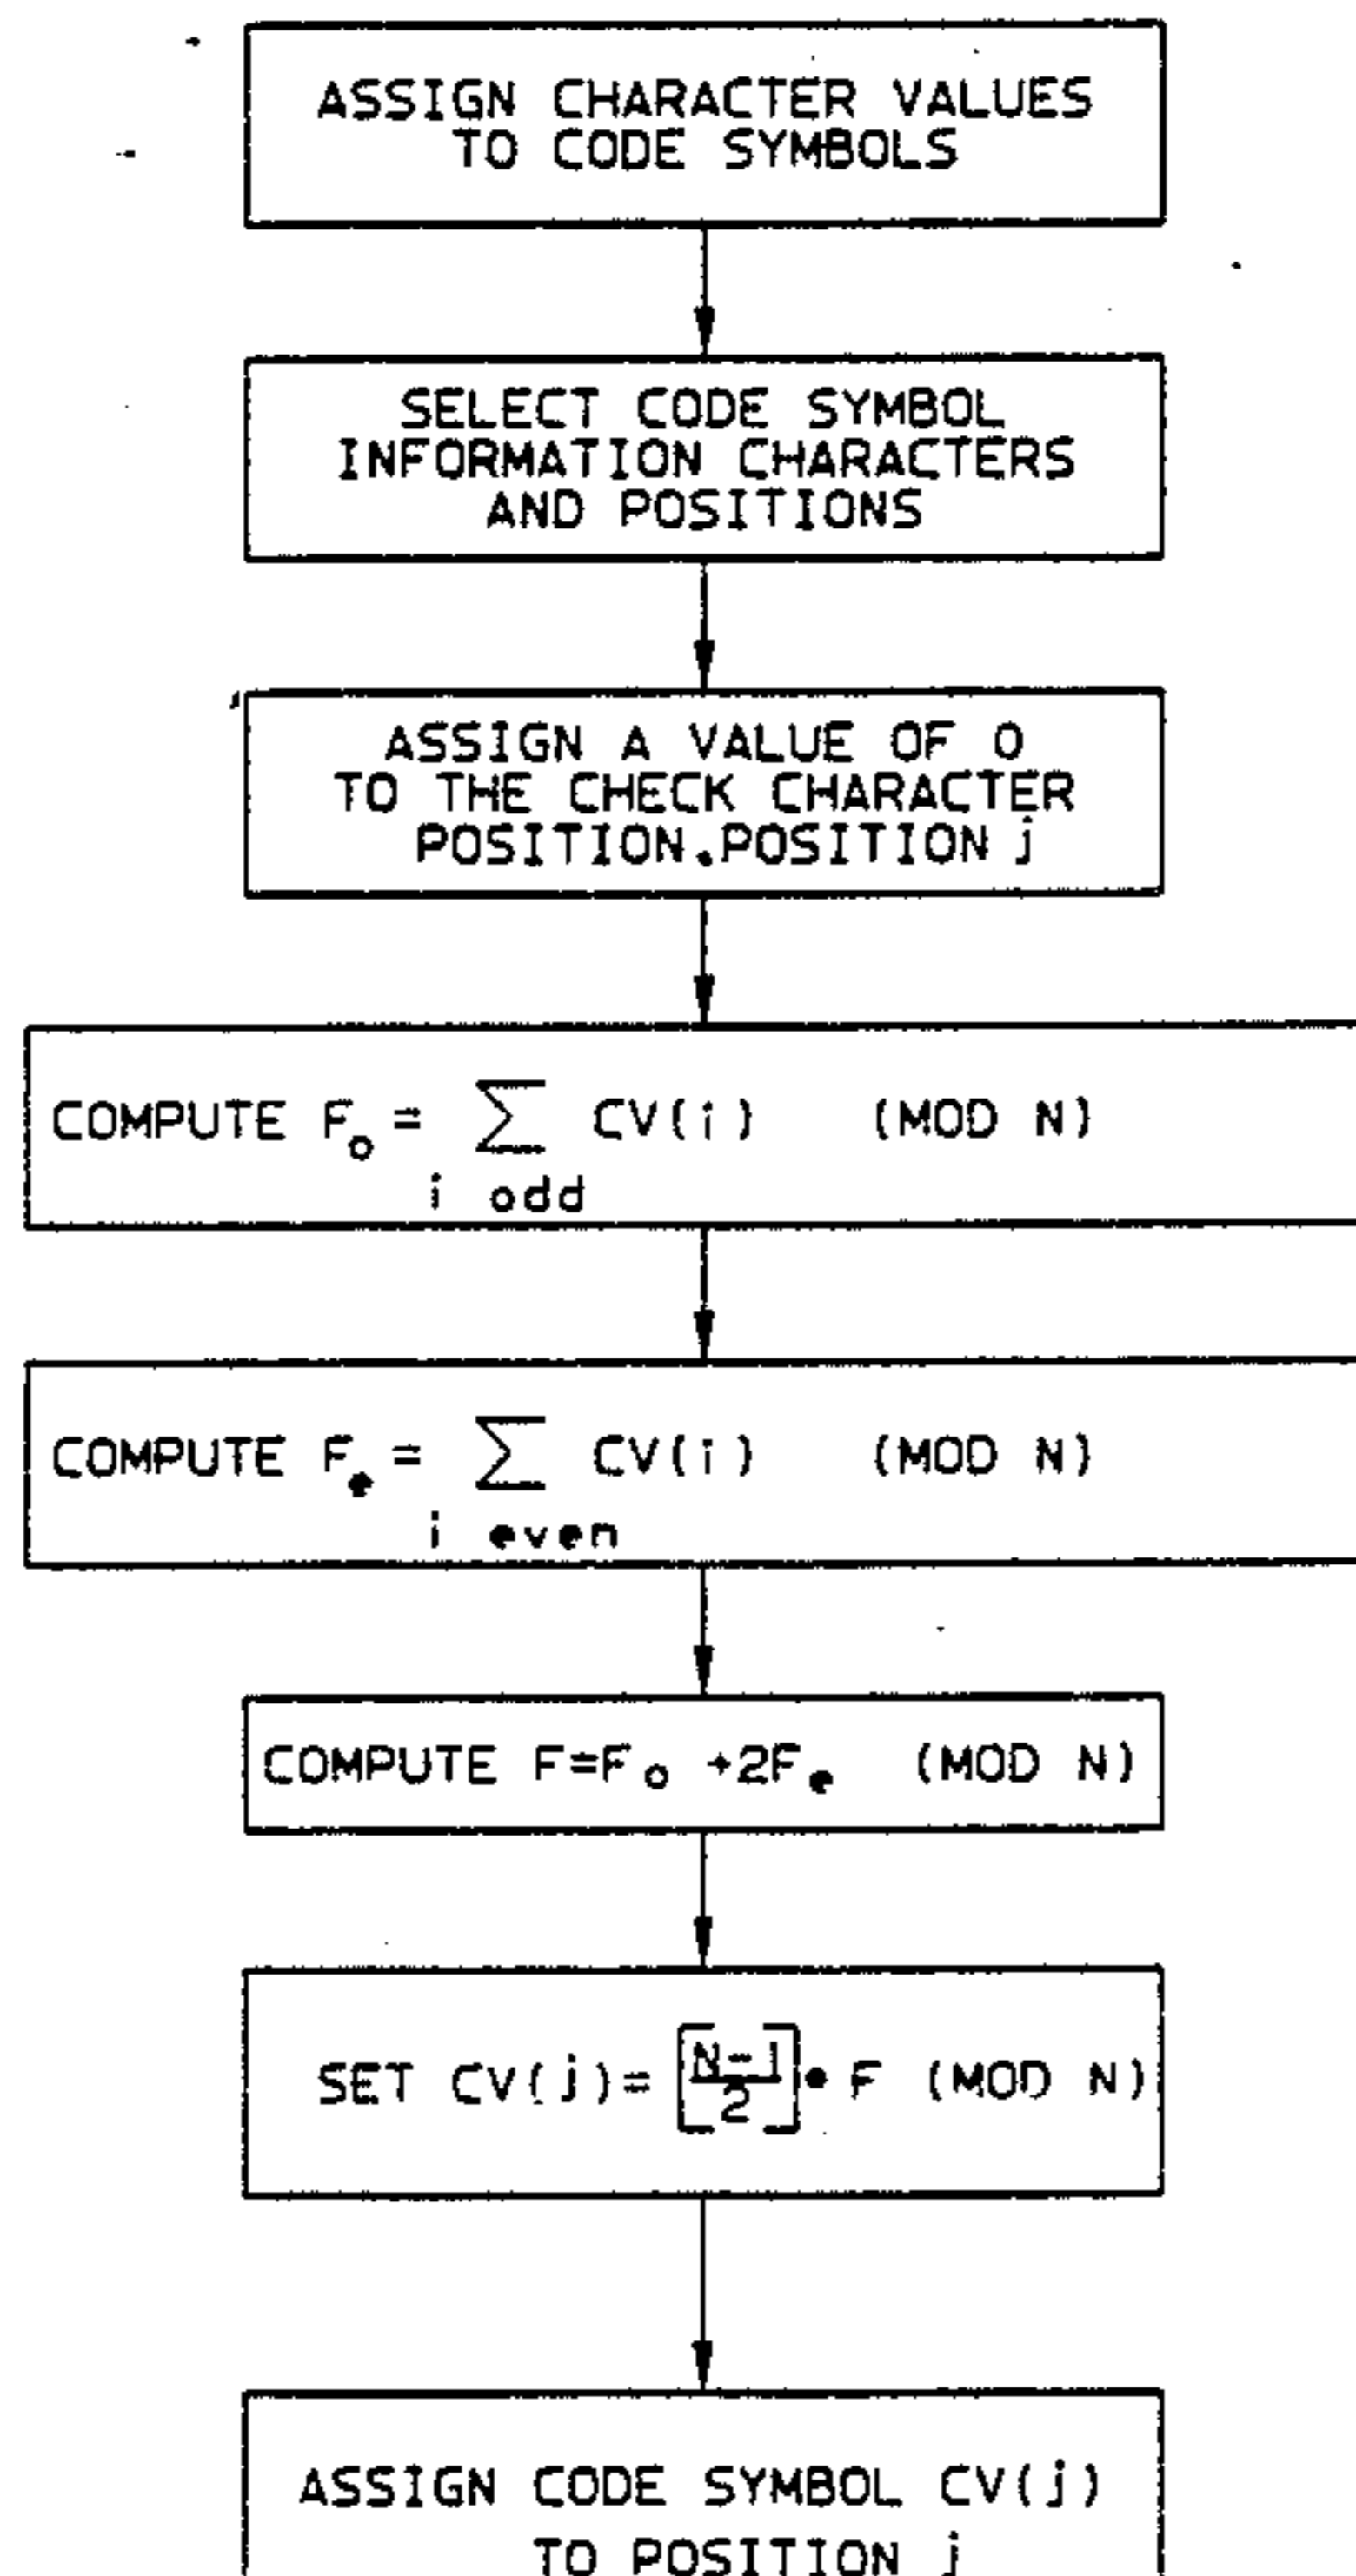 ASSIGN CHARACTER VALUES
TO CODE SYMBOLS
SELECT CODE SYMBOL
INFORMATION CHARACTERS
AND POSITIONS
ASSIGN A VALUE OF 0
TO THE CHECK CHARACTER
POSITION.POSITION j
COMPUTE Fo = ∑ CV(i) (MOD N)
i odd
COMPUTE Fe = ∑ CV(i) (MOD N)
i even
COMPUTE F=Fo +2Fe (MOD N)
SET CV(j)= [N-1/2]• F (MOD N)
ASSIGN CODE SYMBOL CV(j)
TO POSITION j